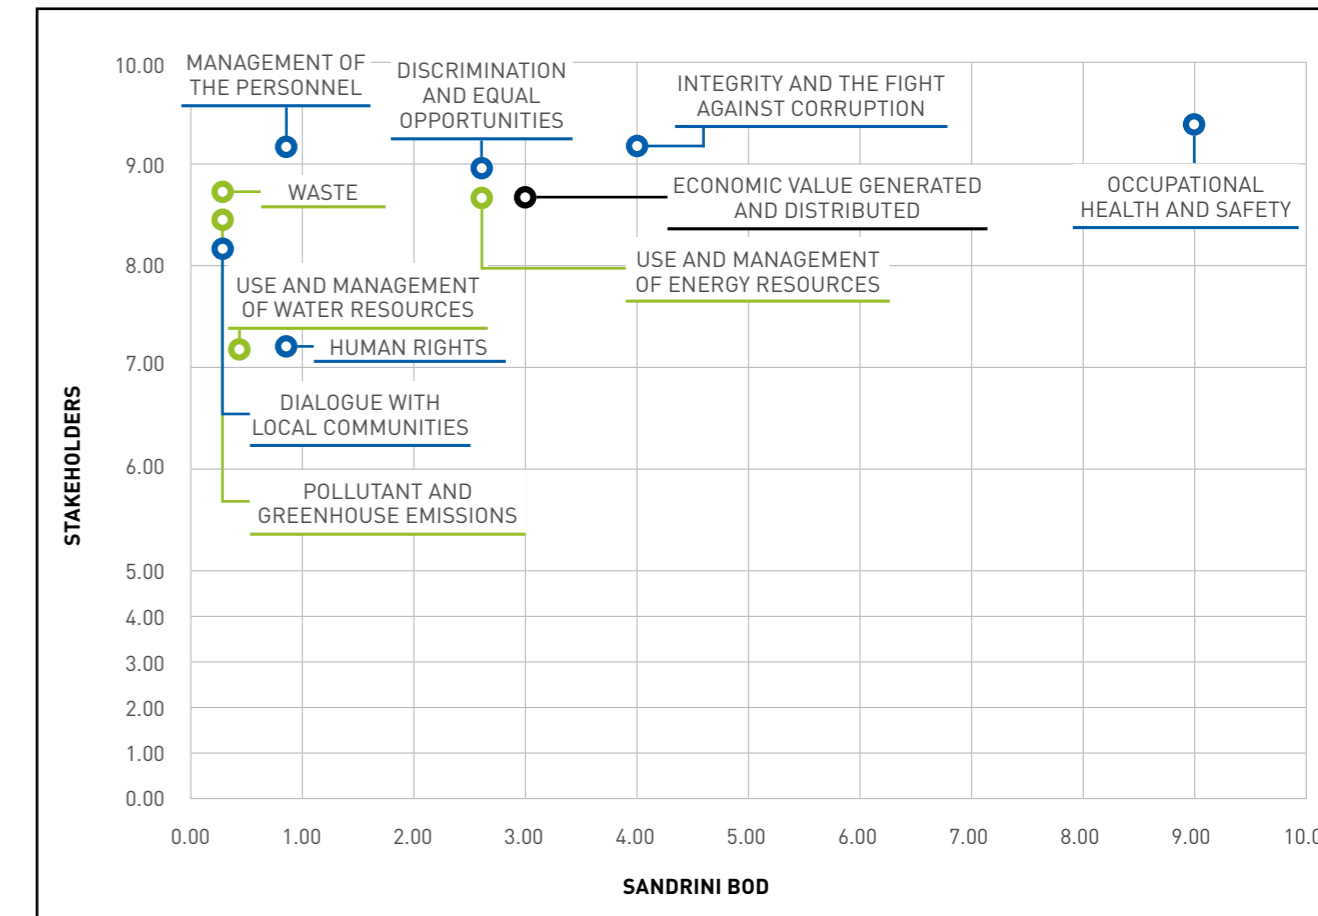 10.00
9.00
8.00
7.00
6.00
5.00
4.00
3.00
2.00
1.00
0.00
STAKEHOLDERS
MANAGEMENT OF
THE PERSONNEL
DISCRIMINATION
AND EQUAL
OPPORTUNITIES
INTEGRITY AND THE FIGHT
AGAINST CORRUPTION
WASTE
ECONOMIC VALUE GENERATED
AND DISTRIBUTED
OCCUPATIONAL
HEALTH AND SAFETY
USE AND MANAGEMENT
OF ENERGY RESOURCES
USE AND MANAGEMENT
OF WATER RESOURCES
HUMAN RIGHTS
DIALOGUE WITH
LOCAL COMMUNITIES
POLLUTANT AND
GREENHOUSE EMISSIONS
0.00 1.00 2.00 3.00 4.00 5.00 6.00 7.00 8.00 9.00
SANDRINI BOD